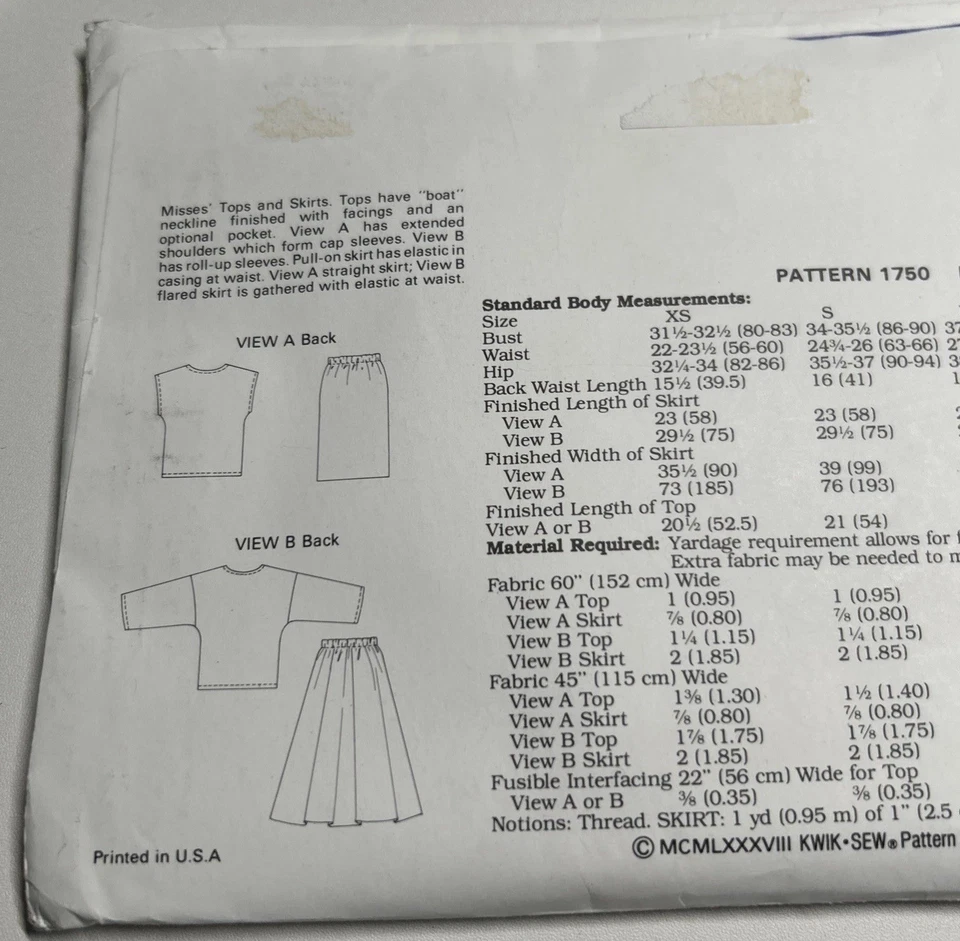 Misses' Tops and Skirts. Tops have "boat"
neckline finished with facings and an
optional pocket. View A has extended
shoulders which form cap sleeves. View B
has roll-up sleeves. Pull-on skirt has elastic in
casing at waist. View A straight skirt; View B
flared skirt is gathered with elastic at waist.
VIEW A Back
VIEW B Back
Printed in U.S.A
PATTERN 1750
Standard Body Measurements:
Size XS S
Bust 31½-32½ (80-83) 34-35½ (86-90) 37
Waist 22-23½ (56-60) 24¾-26 (63-66) 27
Hip 32¼-34 (82-86) 35½-37 (90-94)
Back Waist Length 15½ (39.5) 16 (41)
Finished Length of Skirt
View A 23 (58) 23 (58)
View B 29½ (75) 29½ (75)
Finished Width of Skirt
View A 35½ (90) 39 (99)
View B 73 (185) 76 (193)
Finished Length of Top
View A or B 20½ (52.5) 21 (54)
Material Required: Yardage requirement allows for
Extra fabric may be needed to
Fabric 60" (152 cm) Wide
View A Top 1 (0.95) 1 (0.95)
View A Skirt ⅞ (0.80) ⅞ (0.80)
View B Top 1¼ (1.15) 1¼ (1.15)
View B Skirt 2 (1.85) 2 (1.85)
Fabric 45" (115 cm) Wide
View A Top 1⅜ (1.30) 1½ (1.40)
View A Skirt ⅞ (0.80) ⅞ (0.80)
View B Top 1⅞ (1.75) 1⅞ (1.75)
View B Skirt 2 (1.85) 2 (1.85)
Fusible Interfacing 22" (56 cm) Wide for Top
View A or B ⅜ (0.35) ⅜ (0.35)
Notions: Thread. SKIRT: 1 yd (0.95 m) of 1" (2.5
© MCMLXXXVIII KWIK•SEW® Pattern